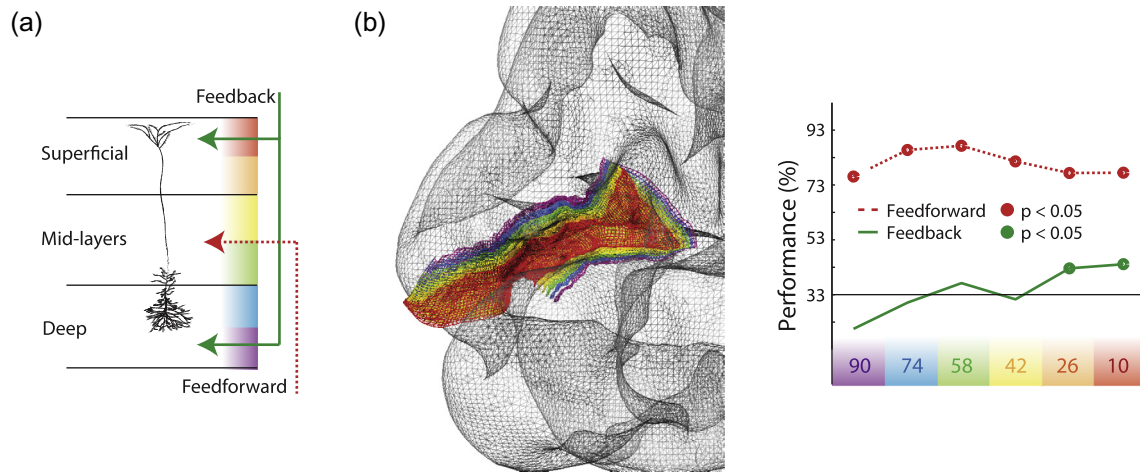 (a)
Feedback
Superficial
Mid-layers
Deep
Feedforward
(b)
Performance (%)
93
73
53
33
Feedforward
Feedback
p < 0.05
p < 0.05
90 74 58 42 26 10